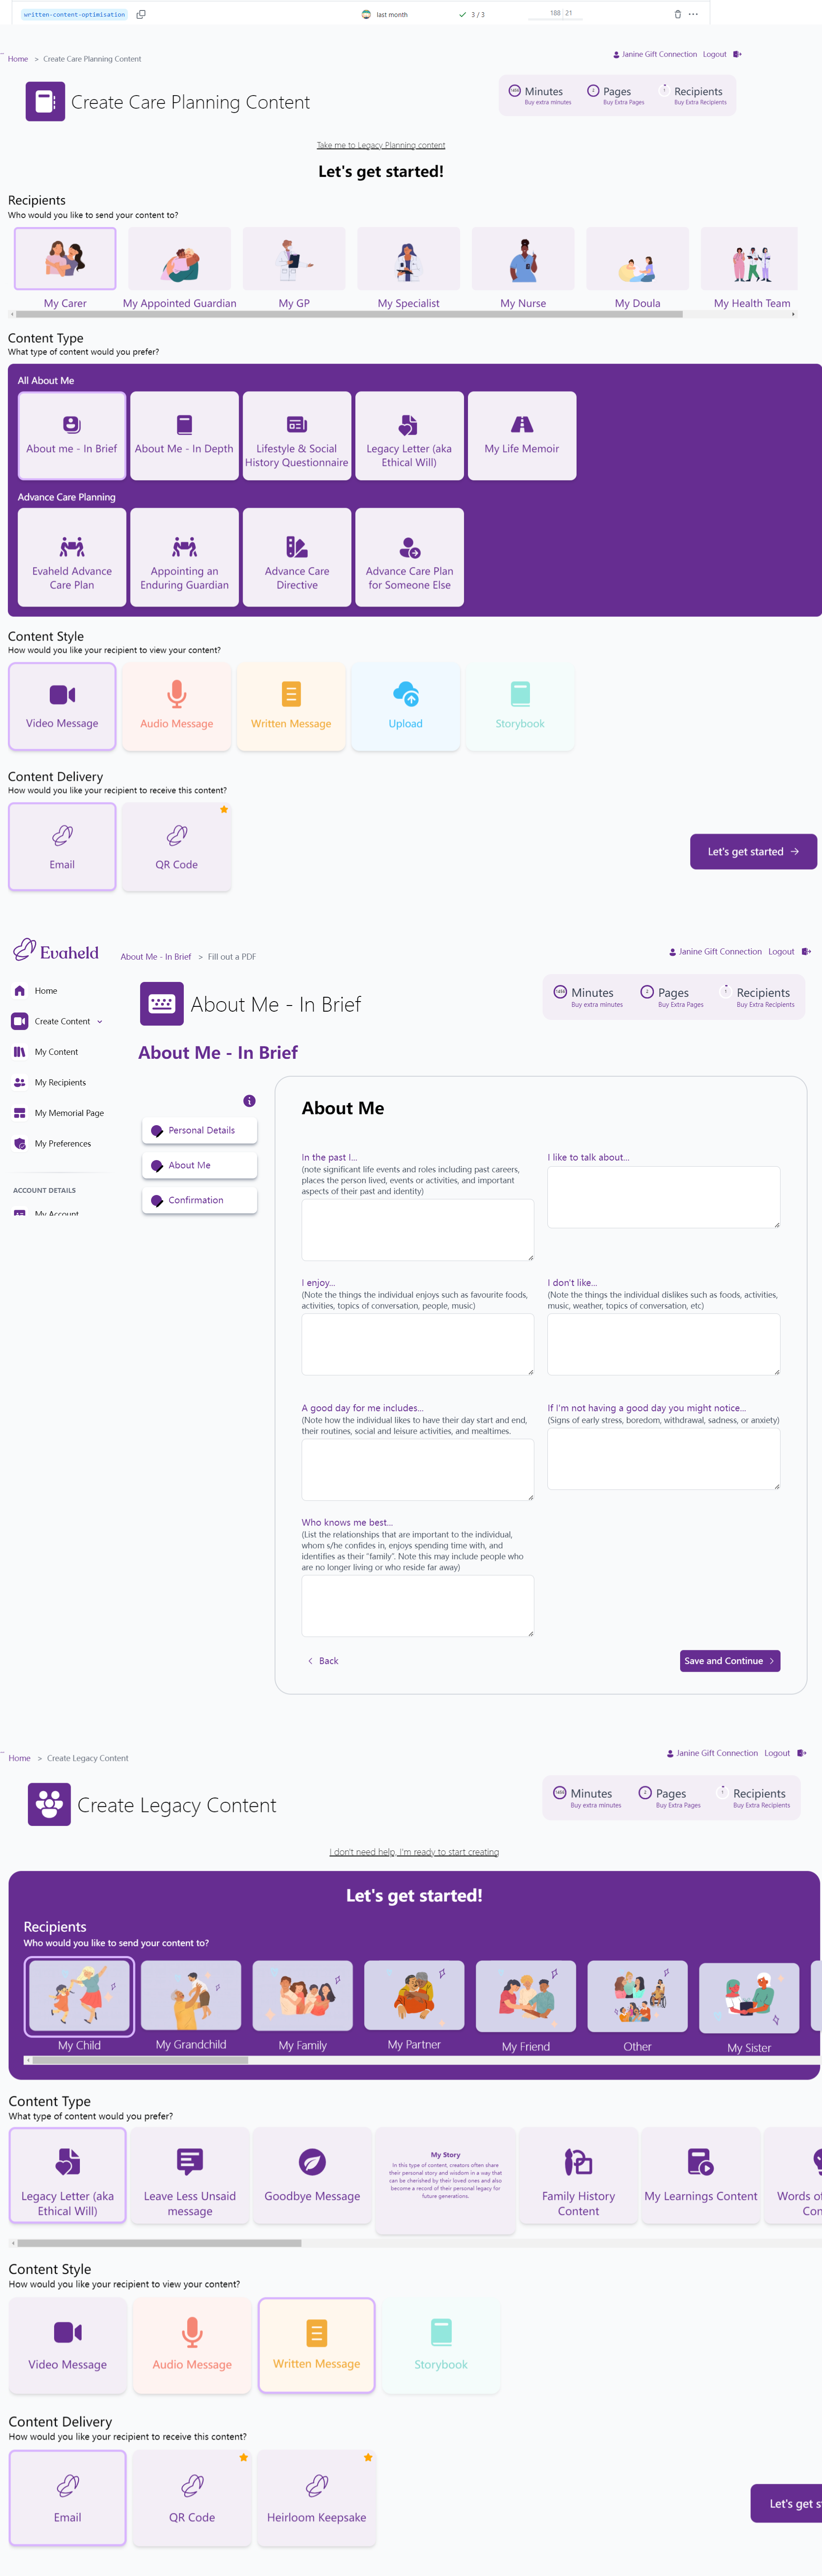 written-content-optimisation
last month
3 / 3
188 21
Home > Create Care Planning Content
Janine Gift Connection Logout
Create Care Planning Content
Minutes
Buy extra minutes
Pages
Buy Extra Pages
Recipients
Buy Extra Recipients
Take me to Legacy Planning content
Let's get started!
Recipients
Who would you like to send your content to?
My Carer
My Appointed Guardian
My GP
My Specialist
My Nurse
My Doula
My Health Team
Content Type
What type of content would you prefer?
All About Me
About me - In Brief
About Me - In Depth
Lifestyle & Social
History Questionnaire
Legacy Letter (aka
Ethical Will)
My Life Memoir
Advance Care Planning
Evaheld Advance
Care Plan
Appointing an
Enduring Guardian
Advance Care
Directive
Advance Care Plan
for Someone Else
Content Style
How would you like your recipient to view your content?
Video Message
Audio Message
Written Message
Upload
Storybook
Content Delivery
How would you like your recipient to receive this content?
Email
QR Code
Let's get started
Evaheld
About Me - In Brief > Fill out a PDF
Janine Gift Connection Logout
Home
Create Content
My Content
My Recipients
My Memorial Page
My Preferences
ACCOUNT DETAILS
My Account
About Me - In Brief
Minutes
Buy extra minutes
Pages
Buy Extra Pages
Recipients
Buy Extra Recipients
About Me - In Brief
Personal Details
About Me
Confirmation
About Me
In the past I...
(note significant life events and roles including past careers,
places the person lived, events or activities, and important
aspects of their past and identity)
I like to talk about...
I enjoy...
(Note the things the individual enjoys such as favourite foods,
activities, topics of conversation, people, music)
I don't like...
(Note the things the individual dislikes such as foods, activities,
music, weather, topics of conversation, etc)
A good day for me includes...
(Note how the individual likes to have their day start and end,
their routines, social and leisure activities, and mealtimes.
If I'm not having a good day you might notice...
(Signs of early stress, boredom, withdrawal, sadness, or anxiety)
Who knows me best...
(List the relationships that are important to the individual,
whom s/he confides in, enjoys spending time with, and
identifies as their "family". Note this may include people who
are no longer living or who reside far away)
Back
Save and Continue
Home > Create Legacy Content
Janine Gift Connection Logout
Create Legacy Content
Minutes
Buy extra minutes
Pages
Buy Extra Pages
Recipients
Buy Extra Recipients
I don't need help, I'm ready to start creating
Let's get started!
Recipients
Who would you like to send your content to?
My Child
My Grandchild
My Family
My Partner
My Friend
Other
My Sister
Content Type
What type of content would you prefer?
Legacy Letter (aka
Ethical Will)
Leave Less Unsaid
message
Goodbye Message
My Story
In this type of content, creators often share
their personal story and wisdom in a way that
can be cherished by their loved ones and also
become a record of their personal legacy for
future generations.
Family History
Content
My Learnings Content
Words of
Con
Content Style
How would you like your recipient to view your content?
Video Message
Audio Message
Written Message
Storybook
Content Delivery
How would you like your recipient to receive this content?
Email
QR Code
Heirloom Keepsake
Let's get s